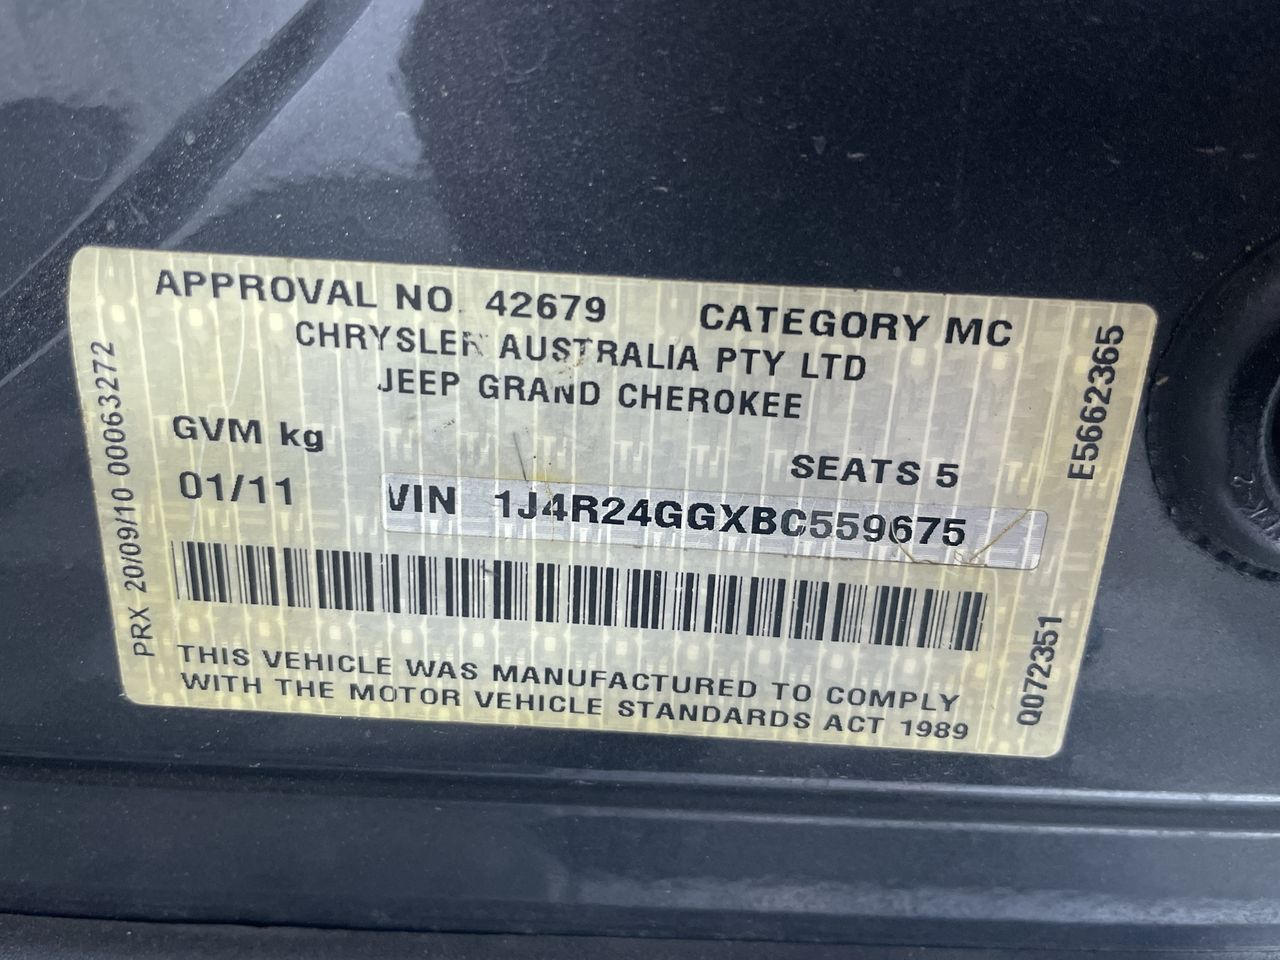 APPROVAL NO. 42679 CATEGORY MC
CHRYSLER AUSTRALIA PTY LTD
JEEP GRAND CHEROKEE
GVM kg
SEATS 5
01/11
VIN 1J4R24GGXBC559675
THIS VEHICLE WAS MANUFACTURED TO COMPLY
WITH THE MOTOR VEHICLE STANDARDS ACT 1989
PRX 20/09/10 00063272
E5662365
Q072351